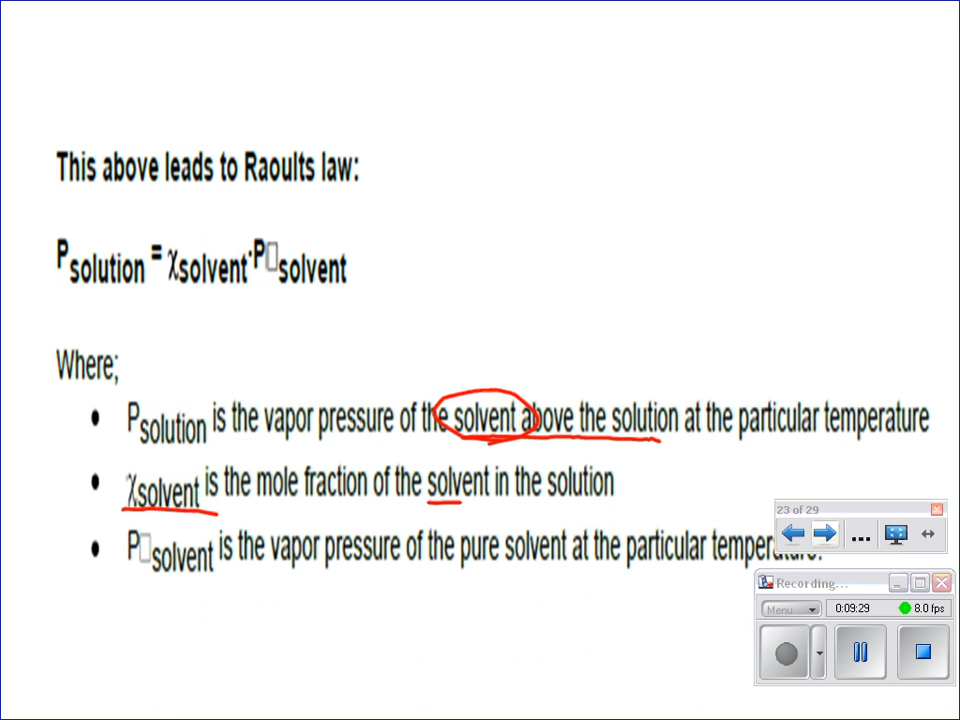 This above leads to Raoults law:
Psolution = χsolvent·P□solvent
Where;
• Psolution is the vapor pressure of the solvent above the solution at the particular temperature
• χsolvent is the mole fraction of the solvent in the solution
• P□solvent is the vapor pressure of the pure solvent at the particular temperature.
23 of 29
...
Recording...
Menu 0:09:29 8.0 fps